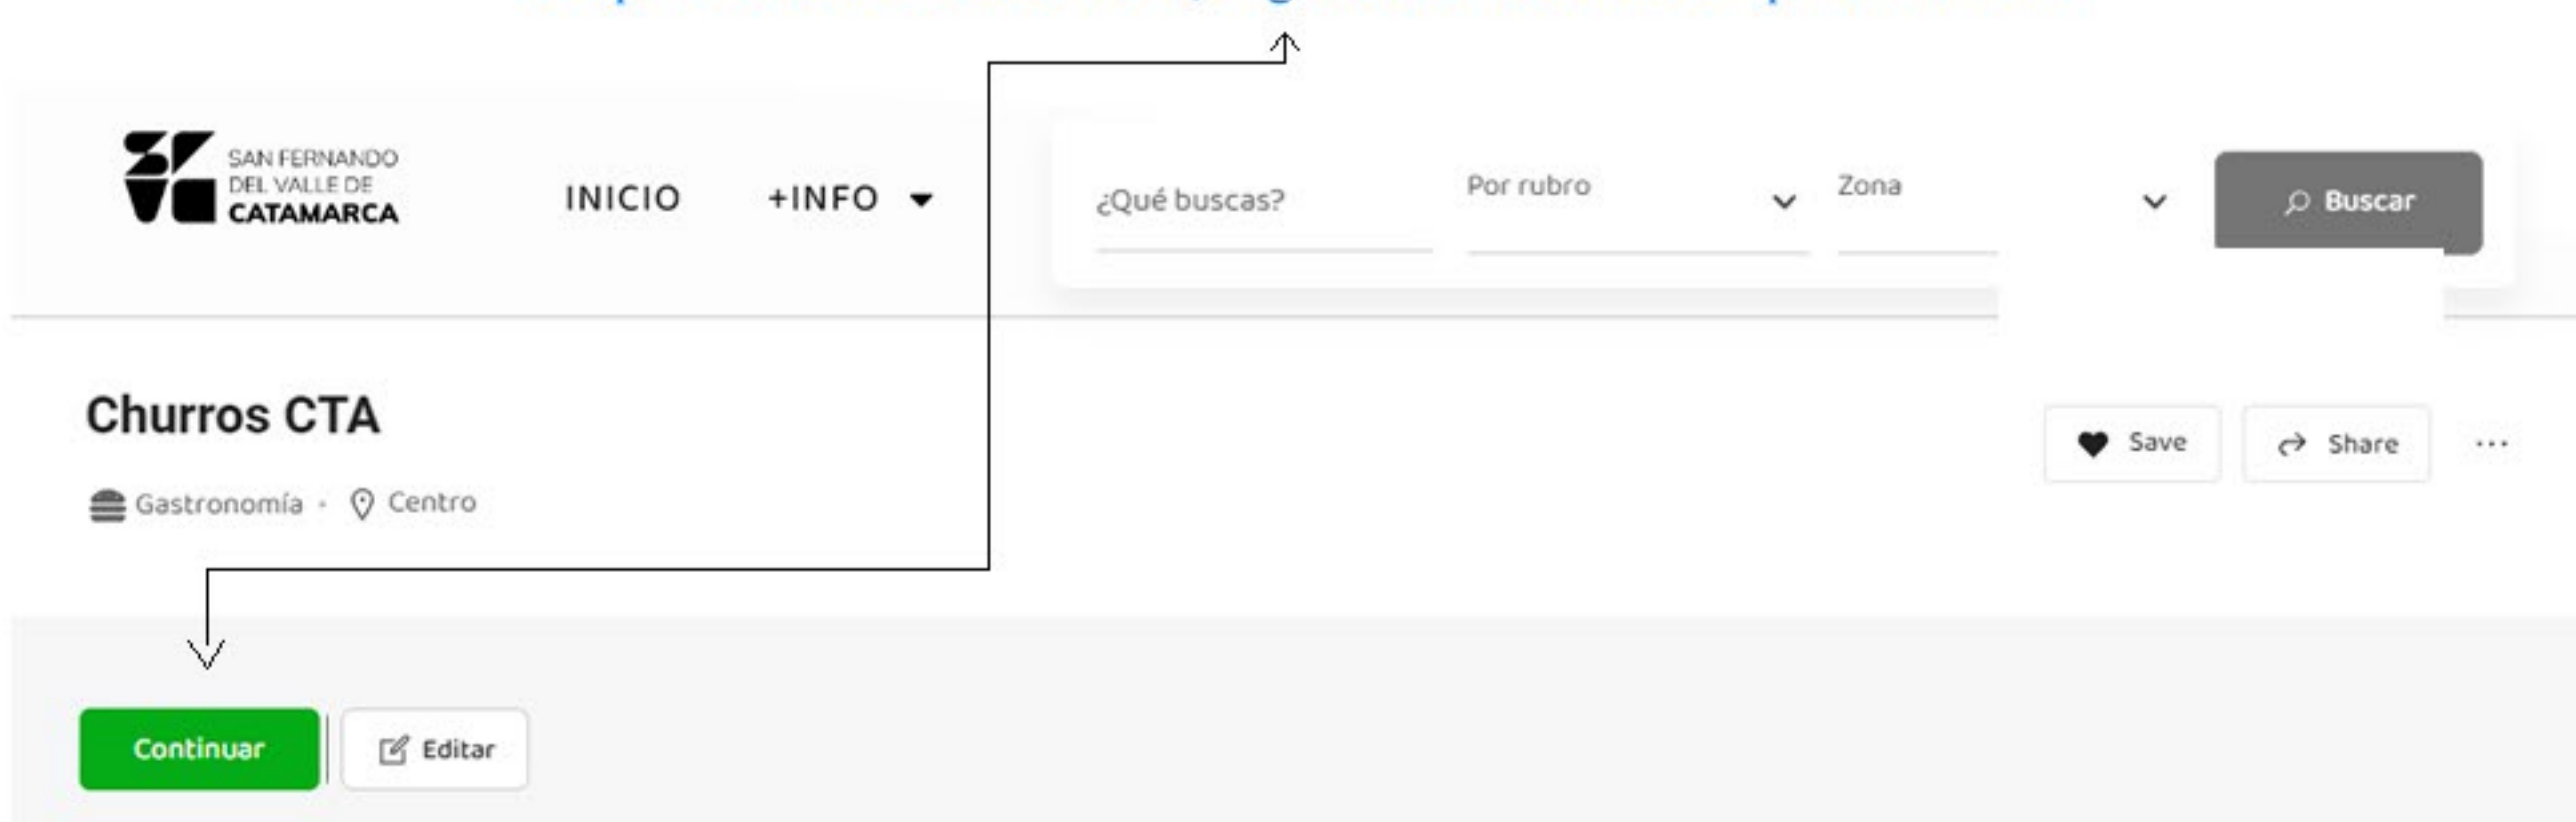 SAN FERNANDO
DEL VALLE DE
CATAMARCA
INICIO +INFO
¿Qué buscas? Por rubro Zona Buscar
Churros CTA
Save Share ...
Gastronomía • Centro
Continuar Editar